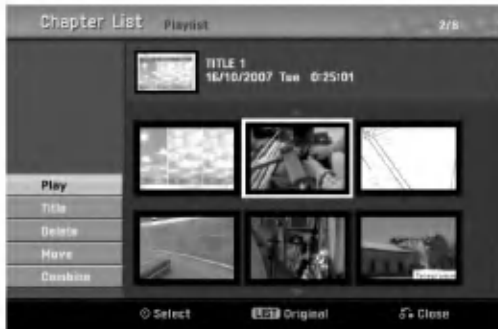 Chapter List Playlist 2/8
TITLE 1
16/10/2007 Tue 0:25:01
Play
Title
Delete
Move
Combine
Select LIST Original Close